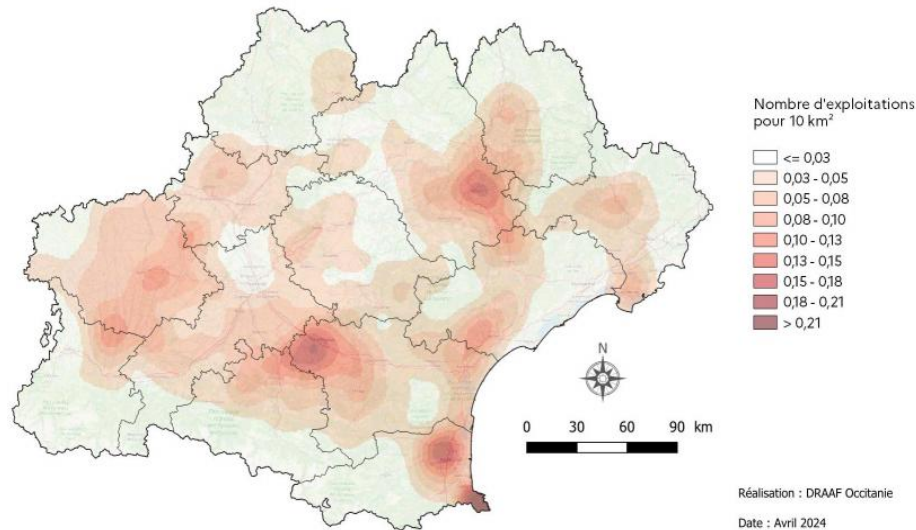 Nombre d'exploitations
pour 10 km²
<= 0,03
0,03 - 0,05
0,05 - 0,08
0,08 - 0,10
0,10 - 0,13
0,13 - 0,15
0,15 - 0,18
0,18 - 0,21
> 0,21
N
0 30 60 90 km
Réalisation : DRAAF Occitanie
Date : Avril 2024